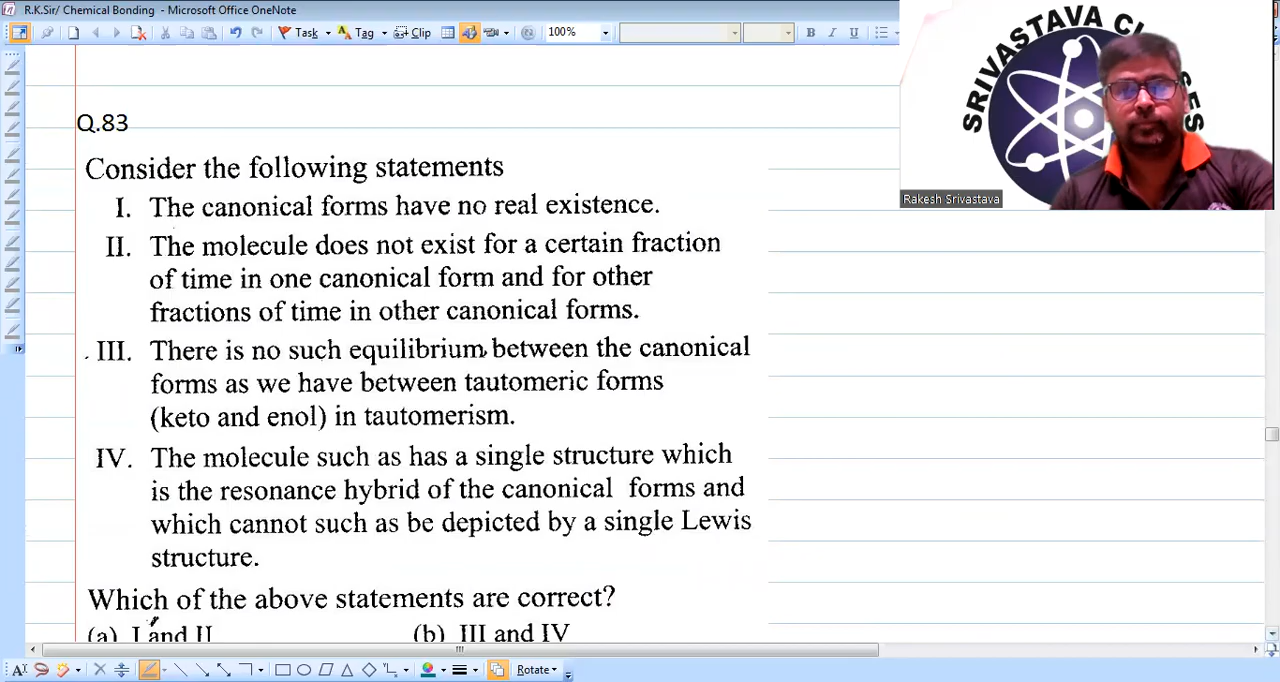 R.K.Sir/ Chemical Bonding - Microsoft Office OneNote
Task
Tag
Clip
100%
B I U
SRIVASTAVA CL SES
Rakesh Srivastava
Q.83
Consider the following statements
I. The canonical forms have no real existence.
II. The molecule does not exist for a certain fraction
of time in one canonical form and for other
fractions of time in other canonical forms.
III. There is no such equilibrium between the canonical
forms as we have between tautomeric forms
(keto and enol) in tautomerism.
IV. The molecule such as has a single structure which
is the resonance hybrid of the canonical forms and
which cannot such as be depicted by a single Lewis
structure.
Which of the above statements are correct?
(a) I and II (b) III and IV
Rotate